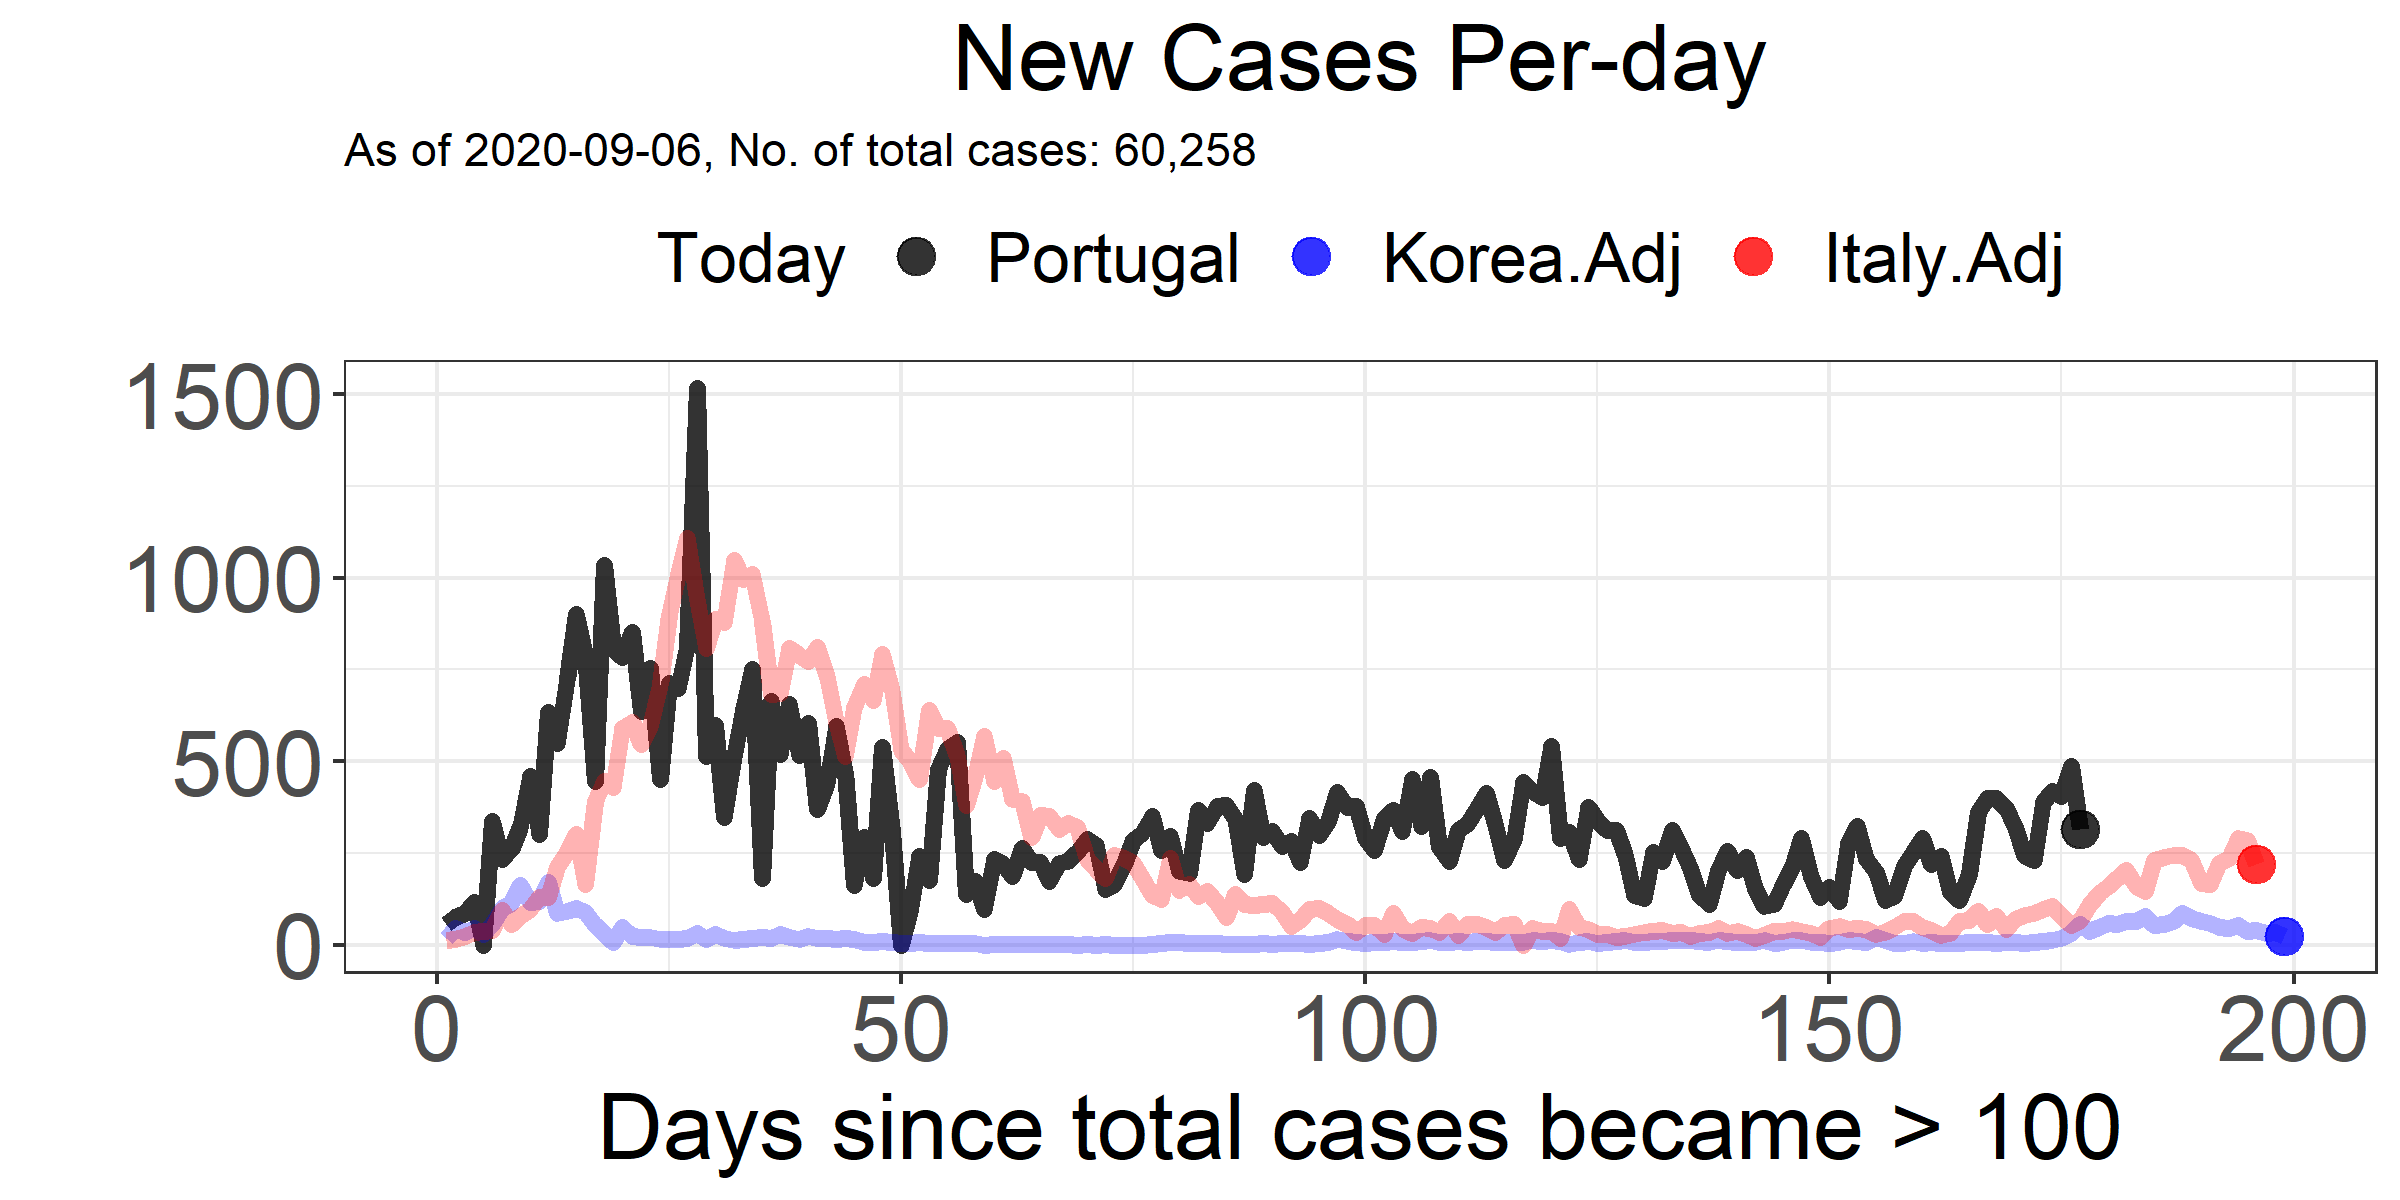 New Cases Per-day
As of 2020-09-06, No. of total cases: 60,258
Today Portugal Korea.Adj Italy.Adj
1500
1000
500
0
0 50 100 150 200
Days since total cases became > 100